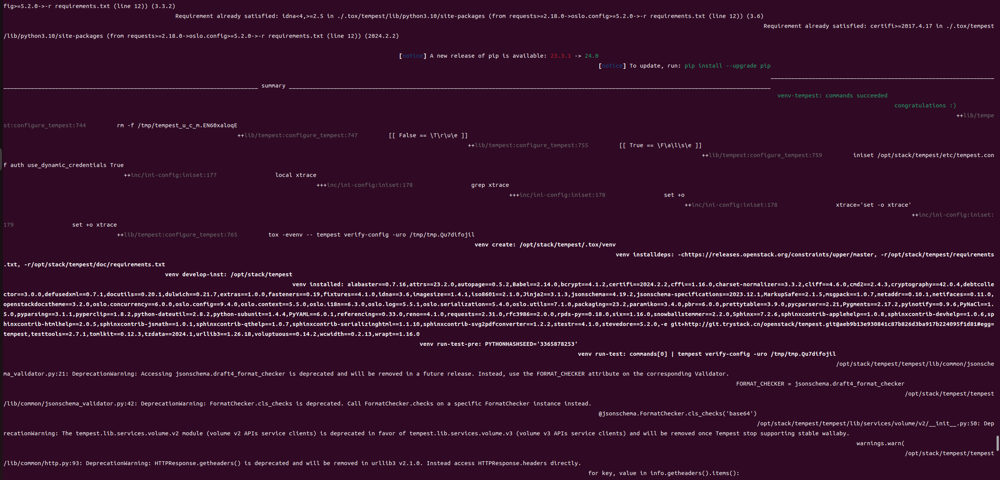 fig>=5.2.0->-r requirements.txt (line 12)) (3.3.2)
Requirement already satisfied: idna<4,>=2.5 in ./.tox/tempest/lib/python3.10/site-packages (from requests>=2.18.0->oslo.config>=5.2.0->-r requirements.txt (line 12)) (3.6)
Requirement already satisfied: certifi>=2017.4.17 in ./.tox/tempest
/lib/python3.10/site-packages (from requests>=2.18.0->oslo.config>=5.2.0->-r requirements.txt (line 12)) (2024.2.2)
[notice] A new release of pip is available: 23.3.1 -> 24.0
[notice] To update, run: pip install --upgrade pip
_________________________________________________________________
__________________________________________________________________________ summary ____________________________________________________________________________________________________________________________________________
venv-tempest: commands succeeded
congratulations :)
++lib/tempe
st:configure_tempest:744         rm -f /tmp/tempest_u_c_m.EN60xaloqE
++lib/tempest:configure_tempest:747         [[ False == \T\r\u\e ]]
++lib/tempest:configure_tempest:755         [[ True == \F\a\l\s\e ]]
++lib/tempest:configure_tempest:759         iniset /opt/stack/tempest/etc/tempest.con
f auth use_dynamic_credentials True
++inc/ini-config:iniset:177                 local xtrace
+++inc/ini-config:iniset:178                 grep xtrace
+++inc/ini-config:iniset:178                 set +o
++inc/ini-config:iniset:178                 xtrace='set -o xtrace'
++inc/ini-config:iniset:
179                 set +o xtrace
++lib/tempest:configure_tempest:765         tox -evenv -- tempest verify-config -uro /tmp/tmp.Qu7difojil
venv create: /opt/stack/tempest/.tox/venv
venv installdeps: -chttps://releases.openstack.org/constraints/upper/master, -r/opt/stack/tempest/requirements
.txt, -r/opt/stack/tempest/doc/requirements.txt
venv develop-inst: /opt/stack/tempest
venv installed: alabaster==0.7.16,attrs==23.2.0,autopage==0.5.2,Babel==2.14.0,bcrypt==4.1.2,certifi==2024.2.2,cffi==1.16.0,charset-normalizer==3.3.2,cliff==4.6.0,cmd2==2.4.3,cryptography==42.0.4,debtcolle
ctor==3.0.0,defusedxml==0.7.1,docutils==0.20.1,dulwich==0.21.7,extras==1.0.0,fasteners==0.19,fixtures==4.1.0,idna==3.6,imagesize==1.4.1,iso8601==2.1.0,Jinja2==3.1.3,jsonschema==4.19.2,jsonschema-specifications==2023.12.1,MarkupSafe==2.1.5,msgpack==1.0.7,netaddr==0.10.1,netifaces==0.11.0,
openstackdocstheme==3.2.0,oslo.concurrency==6.0.0,oslo.config==9.4.0,oslo.context==5.5.0,oslo.i18n==6.3.0,oslo.log==5.5.1,oslo.serialization==5.4.0,oslo.utils==7.1.0,packaging==23.2,paramiko==3.4.0,pbr==6.0.0,prettytable==3.9.0,pycparser==2.21,Pygments==2.17.2,pyinotify==0.9.6,PyNaCl==1.
5.0,pyparsing==3.1.1,pyperclip==1.8.2,python-dateutil==2.8.2,python-subunit==1.4.4,PyYAML==6.0.1,referencing==0.33.0,reno==4.1.0,requests==2.31.0,rfc3986==2.0.0,rpds-py==0.18.0,six==1.16.0,snowballstemmer==2.2.0,Sphinx==7.2.6,sphinxcontrib-applehelp==1.0.8,sphinxcontrib-devhelp==1.0.6,sp
hinxcontrib-htmlhelp==2.0.5,sphinxcontrib-jsmath==1.0.1,sphinxcontrib-qthelp==1.0.7,sphinxcontrib-serializinghtml==1.1.10,sphinxcontrib-svg2pdfconverter==1.2.2,stestr==4.1.0,stevedore==5.2.0,-e git+http://git.trystack.cn/openstack/tempest.git@aeb9b13e930841c87b826d3ba917b224095f1d81#egg=
tempest,testtools==2.7.1,tomlkit==0.12.3,tzdata==2024.1,urllib3==1.26.18,voluptuous==0.14.2,wcwidth==0.2.13,wrapt==1.16.0
venv run-test-pre: PYTHONHASHSEED='3365878253'
venv run-test: commands[0] | tempest verify-config -uro /tmp/tmp.Qu7difojil
/opt/stack/tempest/tempest/lib/common/jsonsche
ma_validator.py:21: DeprecationWarning: Accessing jsonschema.draft4_format_checker is deprecated and will be removed in a future release. Instead, use the FORMAT_CHECKER attribute on the corresponding Validator.
FORMAT_CHECKER = jsonschema.draft4_format_checker
/opt/stack/tempest/tempest
/lib/common/jsonschema_validator.py:42: DeprecationWarning: FormatChecker.cls_checks is deprecated. Call FormatChecker.checks on a specific FormatChecker instance instead.
@jsonschema.FormatChecker.cls_checks('base64')
/opt/stack/tempest/tempest/lib/services/volume/v2/__init__.py:50: Dep
recationWarning: The tempest.lib.services.volume.v2 module (volume v2 APIs service clients) is deprecated in favor of tempest.lib.services.volume.v3 (volume v3 APIs service clients) and will be removed once Tempest stop supporting stable wallaby.
warnings.warn(
/opt/stack/tempest/tempest
/lib/common/http.py:93: DeprecationWarning: HTTPResponse.getheaders() is deprecated and will be removed in urllib3 v2.1.0. Instead access HTTPResponse.headers directly.
for key, value in info.getheaders().items():